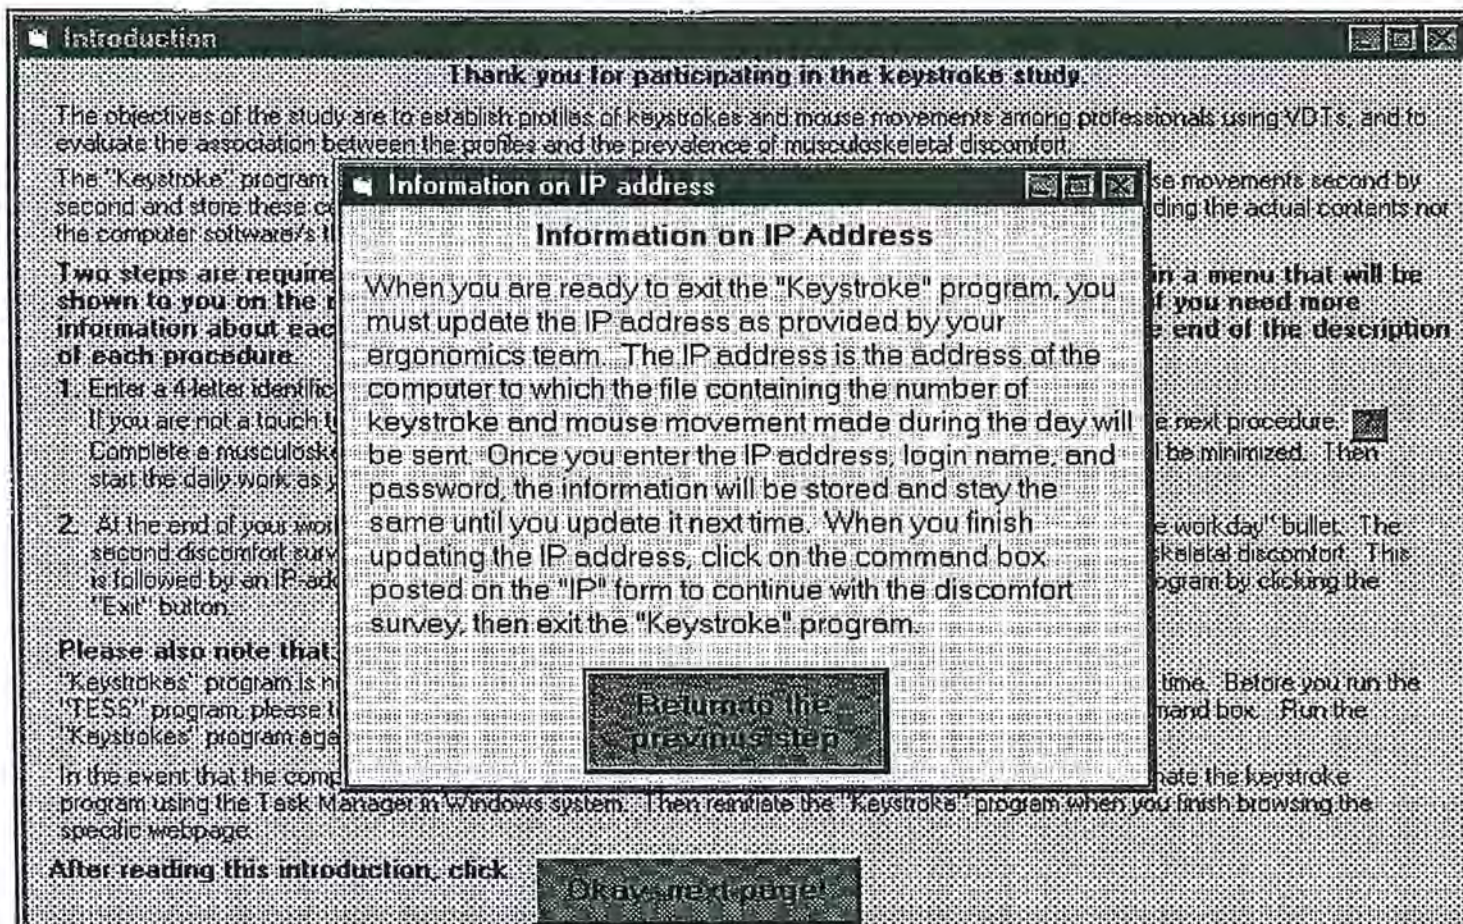 Introduction
Thank you for participating in the keystroke study.
The objectives of the study are to establish profiles of keystrokes and mouse movements among professionals using VDTs, and to
evaluate the association between the profiles and the prevalence of musculoskeletal discomfort.
The "Keystroke" program
se movements second by
second and store these co
ding the actual contents nor
the computer software/s t
Two steps are require
in a menu that will be
shown to you on the
f you need more
information about eac
e end of the description
of each procedure.
1. Enter a 4-letter identific
If you are not a touch t
e next procedure. ?
Complete a musculoske
l be minimized. Then
start the daily work as y
2. At the end of your wor
e workday" bullet. The
second discomfort surv
skeletal discomfort. This
is followed by an IP-add
ogram by clicking the
"Exit" button.
Please also note that
"Keystrokes" program is n
time. Before you run the
"TESS" program, please t
mand box. Run the
"Keystrokes" program aga
In the event that the comp
nate the keystroke
program using the Task Manager in Windows system. Then reinitiate the "Keystroke" program when you finish browsing the
specific webpage.
After reading this introduction, click
Okay, next page!
Information on IP address
Information on IP Address
When you are ready to exit the "Keystroke" program, you
must update the IP address as provided by your
ergonomics team. The IP address is the address of the
computer to which the file containing the number of
keystroke and mouse movement made during the day will
be sent. Once you enter the IP address, login name, and
password, the information will be stored and stay the
same until you update it next time. When you finish
updating the IP address, click on the command box
posted on the "IP" form to continue with the discomfort
survey, then exit the "Keystroke" program.
Return to the
previous step